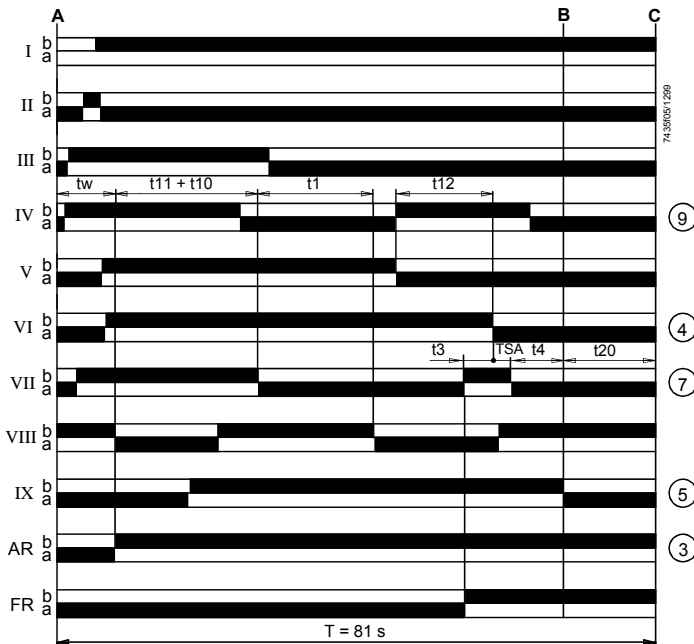 A B C
I b
a
II b
a
7435f05/1299
III b
a
tw t11 + t10 t1 t12
IV b
a 9
V b
a
VI b
a 4
t3 TSA t4 t20
VII b
a 7
VIII b
a
IX b
a 5
AR b
a 3
FR b
a
T = 81 s